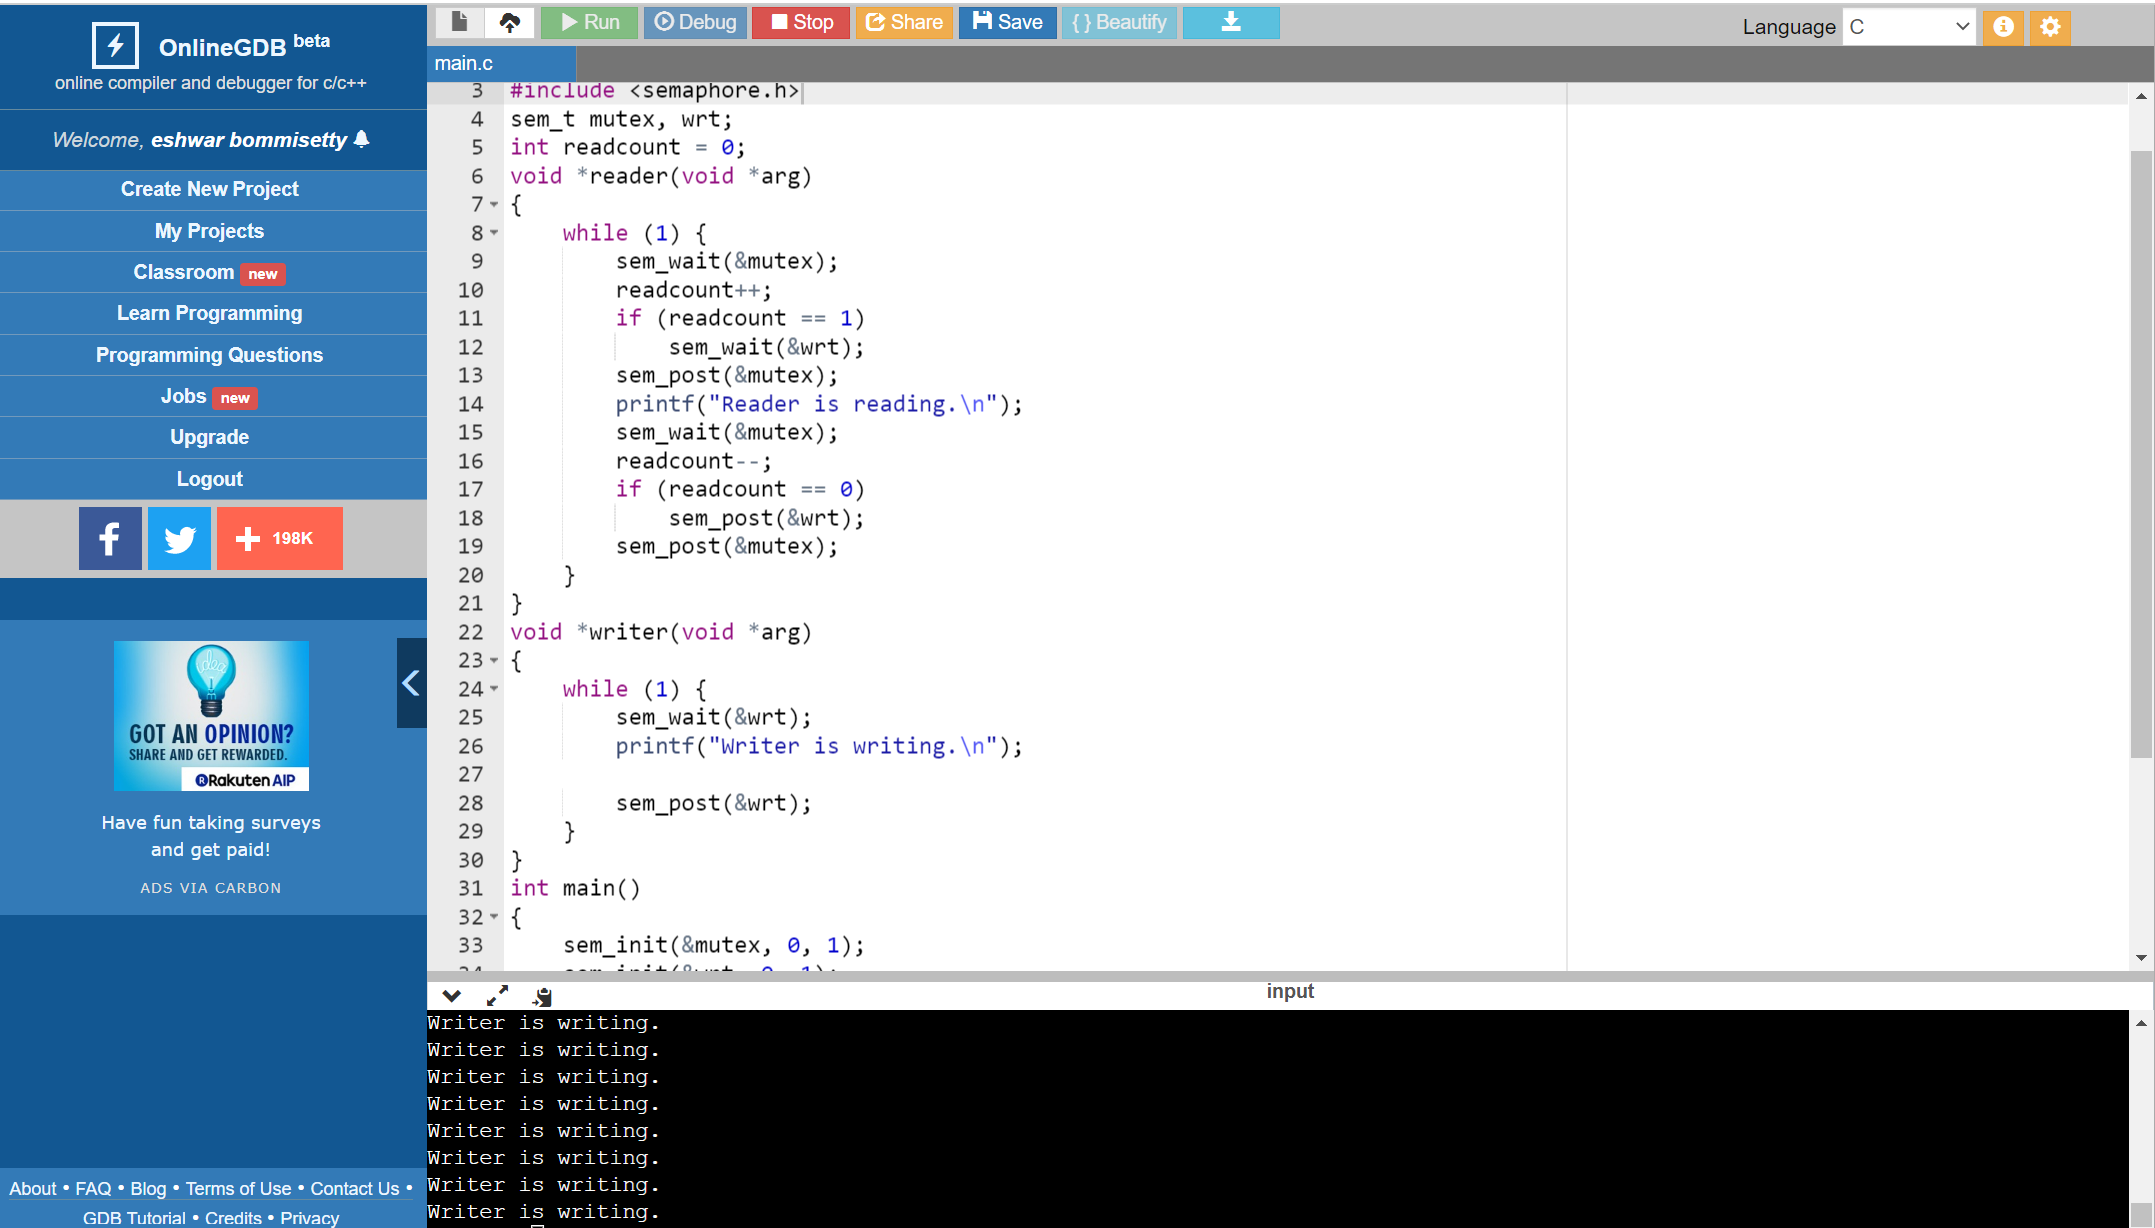 OnlineGDB beta
online compiler and debugger for c/c++
Welcome, eshwar bommisetty
Create New Project
My Projects
Classroom new
Learn Programming
Programming Questions
Jobs new
Upgrade
Logout
198K
idea
GOT AN OPINION?
SHARE AND GET REWARDED.
Rakuten AIP
Have fun taking surveys
and get paid!
ADS VIA CARBON
About • FAQ • Blog • Terms of Use • Contact Us •
GDB Tutorial • Credits • Privacy
Run Debug Stop Share Save { } Beautify
Language C
main.c
3 #include <semaphore.h>
4 sem_t mutex, wrt;
5 int readcount = 0;
6 void *reader(void *arg)
7 {
8 while (1) {
9 sem_wait(&mutex);
10 readcount++;
11 if (readcount == 1)
12 sem_wait(&wrt);
13 sem_post(&mutex);
14 printf("Reader is reading.\n");
15 sem_wait(&mutex);
16 readcount--;
17 if (readcount == 0)
18 sem_post(&wrt);
19 sem_post(&mutex);
20 }
21 }
22 void *writer(void *arg)
23 {
24 while (1) {
25 sem_wait(&wrt);
26 printf("Writer is writing.\n");
27
28 sem_post(&wrt);
29 }
30 }
31 int main()
32 {
33 sem_init(&mutex, 0, 1);
34 sem_init(&wrt, 0, 1);
input
Writer is writing.
Writer is writing.
Writer is writing.
Writer is writing.
Writer is writing.
Writer is writing.
Writer is writing.
Writer is writing.